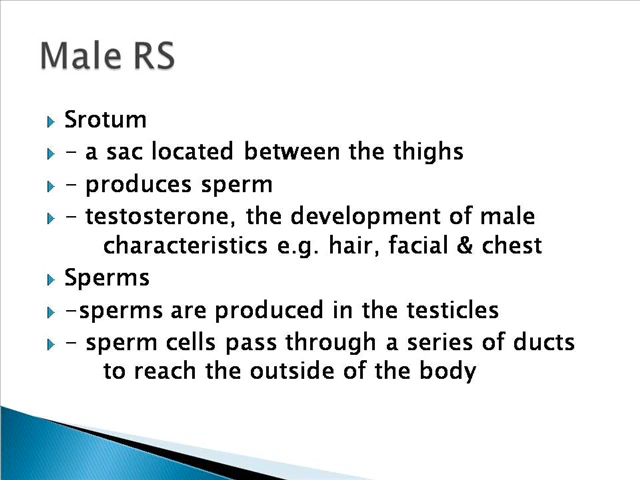 Male RS
Srotum
- a sac located between the thighs
- produces sperm
- testosterone, the development of male
characteristics e.g. hair, facial & chest
Sperms
-sperms are produced in the testicles
- sperm cells pass through a series of ducts
to reach the outside of the body